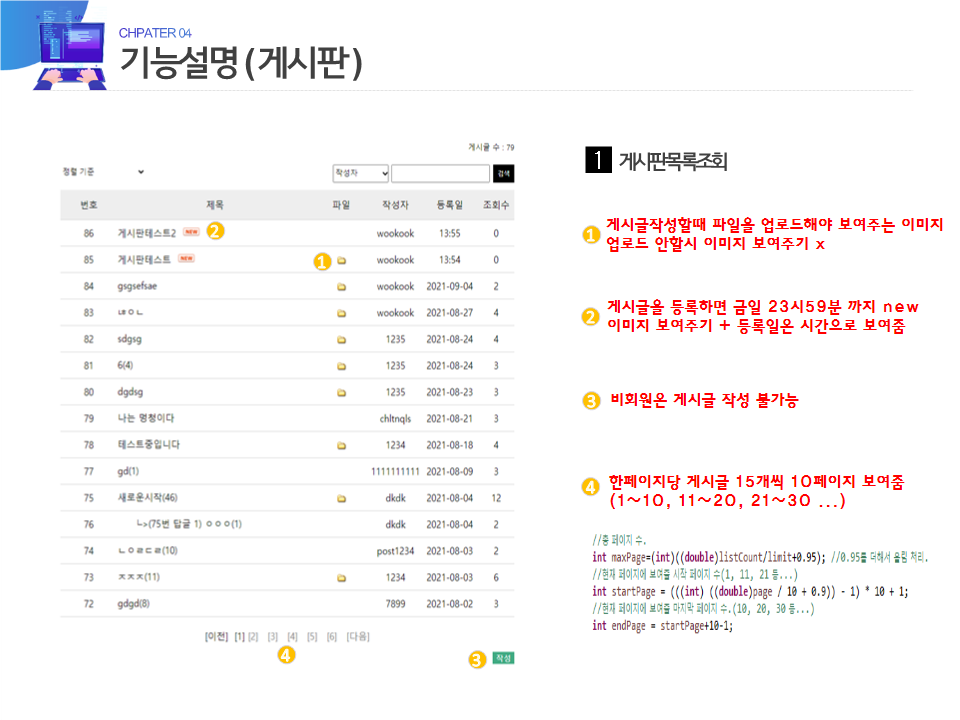 CHPATER 04
기능설명 ( 게시판 )
게시글 수 : 79
정렬 기준
작성자
검색
번호 제목 파일 작성자 등록일 조회수
86 게시판테스트2 NEW 2 wookook 13:55 0
85 게시판테스트 NEW 1 wookook 13:54 0
84 gsgsefsae wookook 2021-09-04 2
83 ㅐㅇㄴ wookook 2021-08-27 4
82 sdgsg 1235 2021-08-24 4
81 6(4) 1235 2021-08-24 3
80 dgdsg 1235 2021-08-23 3
79 나는 멍청이다 chltnqls 2021-08-21 3
78 테스트중입니다 1234 2021-08-18 4
77 gd(1) 1111111111 2021-08-09 3
75 새로운시작(46) dkdk 2021-08-04 12
76 ㄴ>(75번 답글 1) ㅇㅇㅇ(1) dkdk 2021-08-04 2
74 ㄴㅇㄹㄷㄹ(10) post1234 2021-08-03 2
73 ㅈㅈㅈ(11) 1234 2021-08-03 6
72 gdgd(8) 7899 2021-08-02 3
[이전] [1] [2] [3] [4] [5] [6] [다음]
4
3 작성
1 게시판목록조회
1 게시글작성할때 파일을 업로드해야 보여주는 이미지
업로드 안할시 이미지 보여주기 x
2 게시글을 등록하면 금일 23시59분 까지 new
이미지 보여주기 + 등록일은 시간으로 보여줌
3 비회원은 게시글 작성 불가능
4 한페이지당 게시글 15개씩 10페이지 보여줌
(1~10, 11~20, 21~30 ...)
//총 페이지 수.
int maxPage=(int)((double)listCount/limit+0.95); //0.95를 더해서 올림 처리.
//현재 페이지에 보여줄 시작 페이지 수(1, 11, 21 등...)
int startPage = (((int) ((double)page / 10 + 0.9)) - 1) * 10 + 1;
//현재 페이지에 보여줄 마지막 페이지 수.(10, 20, 30 등...)
int endPage = startPage+10-1;